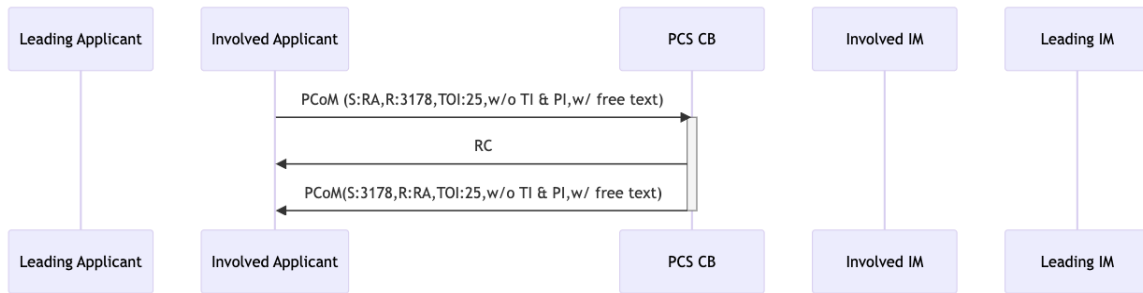 Leading Applicant
Involved Applicant
PCS CB
Involved IM
Leading IM
PCoM (S:RA,R:3178,TOI:25,w/o TI & PI,w/ free text)
RC
PCoM(S:3178,R:RA,TOI:25,w/o TI & PI,w/ free text)
Leading Applicant
Involved Applicant
PCS CB
Involved IM
Leading IM